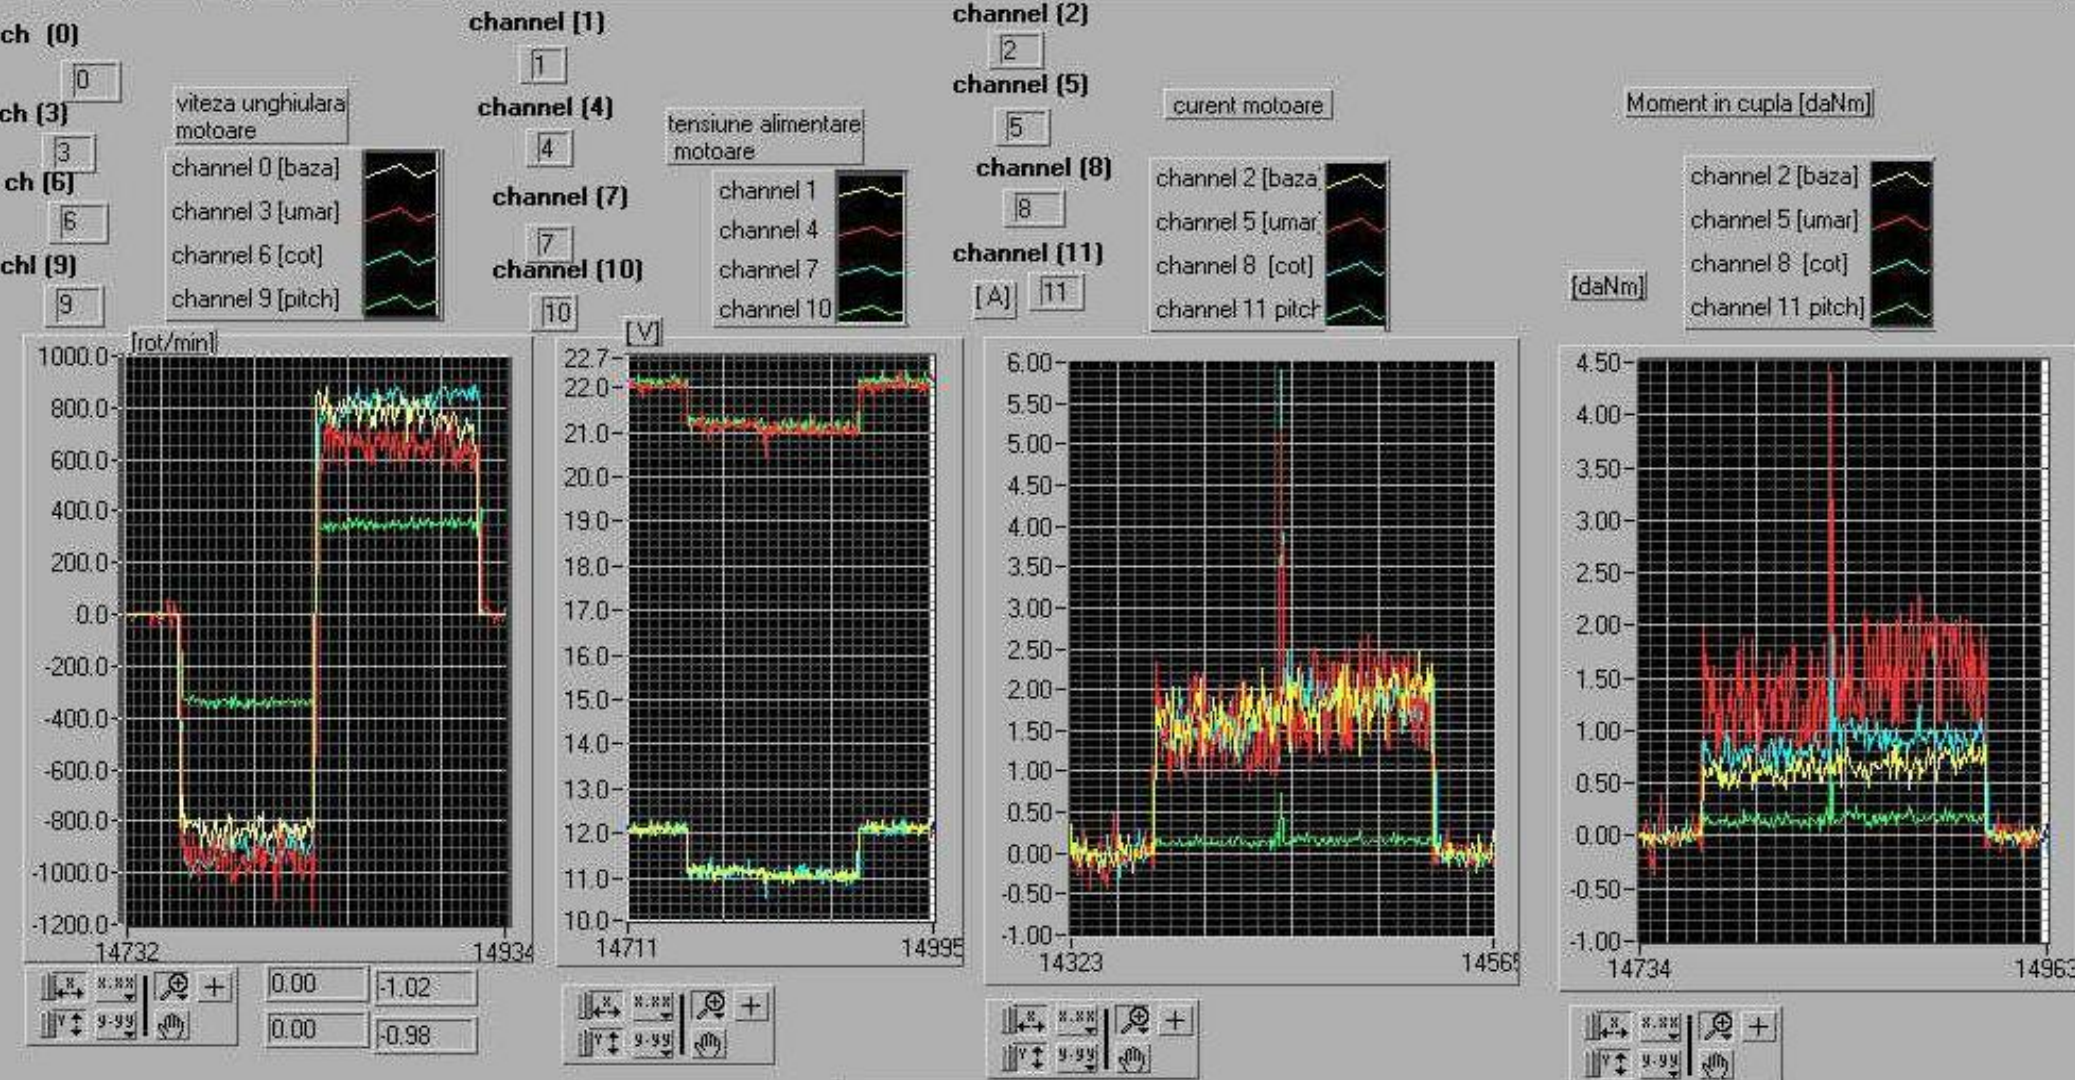 ch (0)
0
ch (3)
3
ch (6)
6
chl (9)
9
viteza unghiulara
motoare
channel 0 [baza]
channel 3 [umar]
channel 6 [cot]
channel 9 [pitch]
[rot/min]
1000.0
800.0
600.0
400.0
200.0
0.0
-200.0
-400.0
-600.0
-800.0
-1000.0
-1200.0
14732 14934
0.00 -1.02
0.00 -0.98
channel [1]
1
channel (4)
4
channel (7)
7
channel (10)
10
tensiune alimentare
motoare
channel 1
channel 4
channel 7
channel 10
[V]
22.7
22.0
21.0
20.0
19.0
18.0
17.0
16.0
15.0
14.0
13.0
12.0
11.0
10.0
14711 14995
channel (2)
2
channel (5)
5
channel (8)
8
channel (11)
11
[A]
curent motoare
channel 2 [baza]
channel 5 [umar
channel 8 [cot]
channel 11 pitch
6.00
5.50
5.00
4.50
4.00
3.50
3.00
2.50
2.00
1.50
1.00
0.50
0.00
-0.50
-1.00
14323 14565
Moment in cupla [daNm]
channel 2 [baza]
channel 5 [umar]
channel 8 [cot]
channel 11 pitch]
[daNm]
4.50
4.00
3.50
3.00
2.50
2.00
1.50
1.00
0.50
0.00
-0.50
-1.00
14734 14963